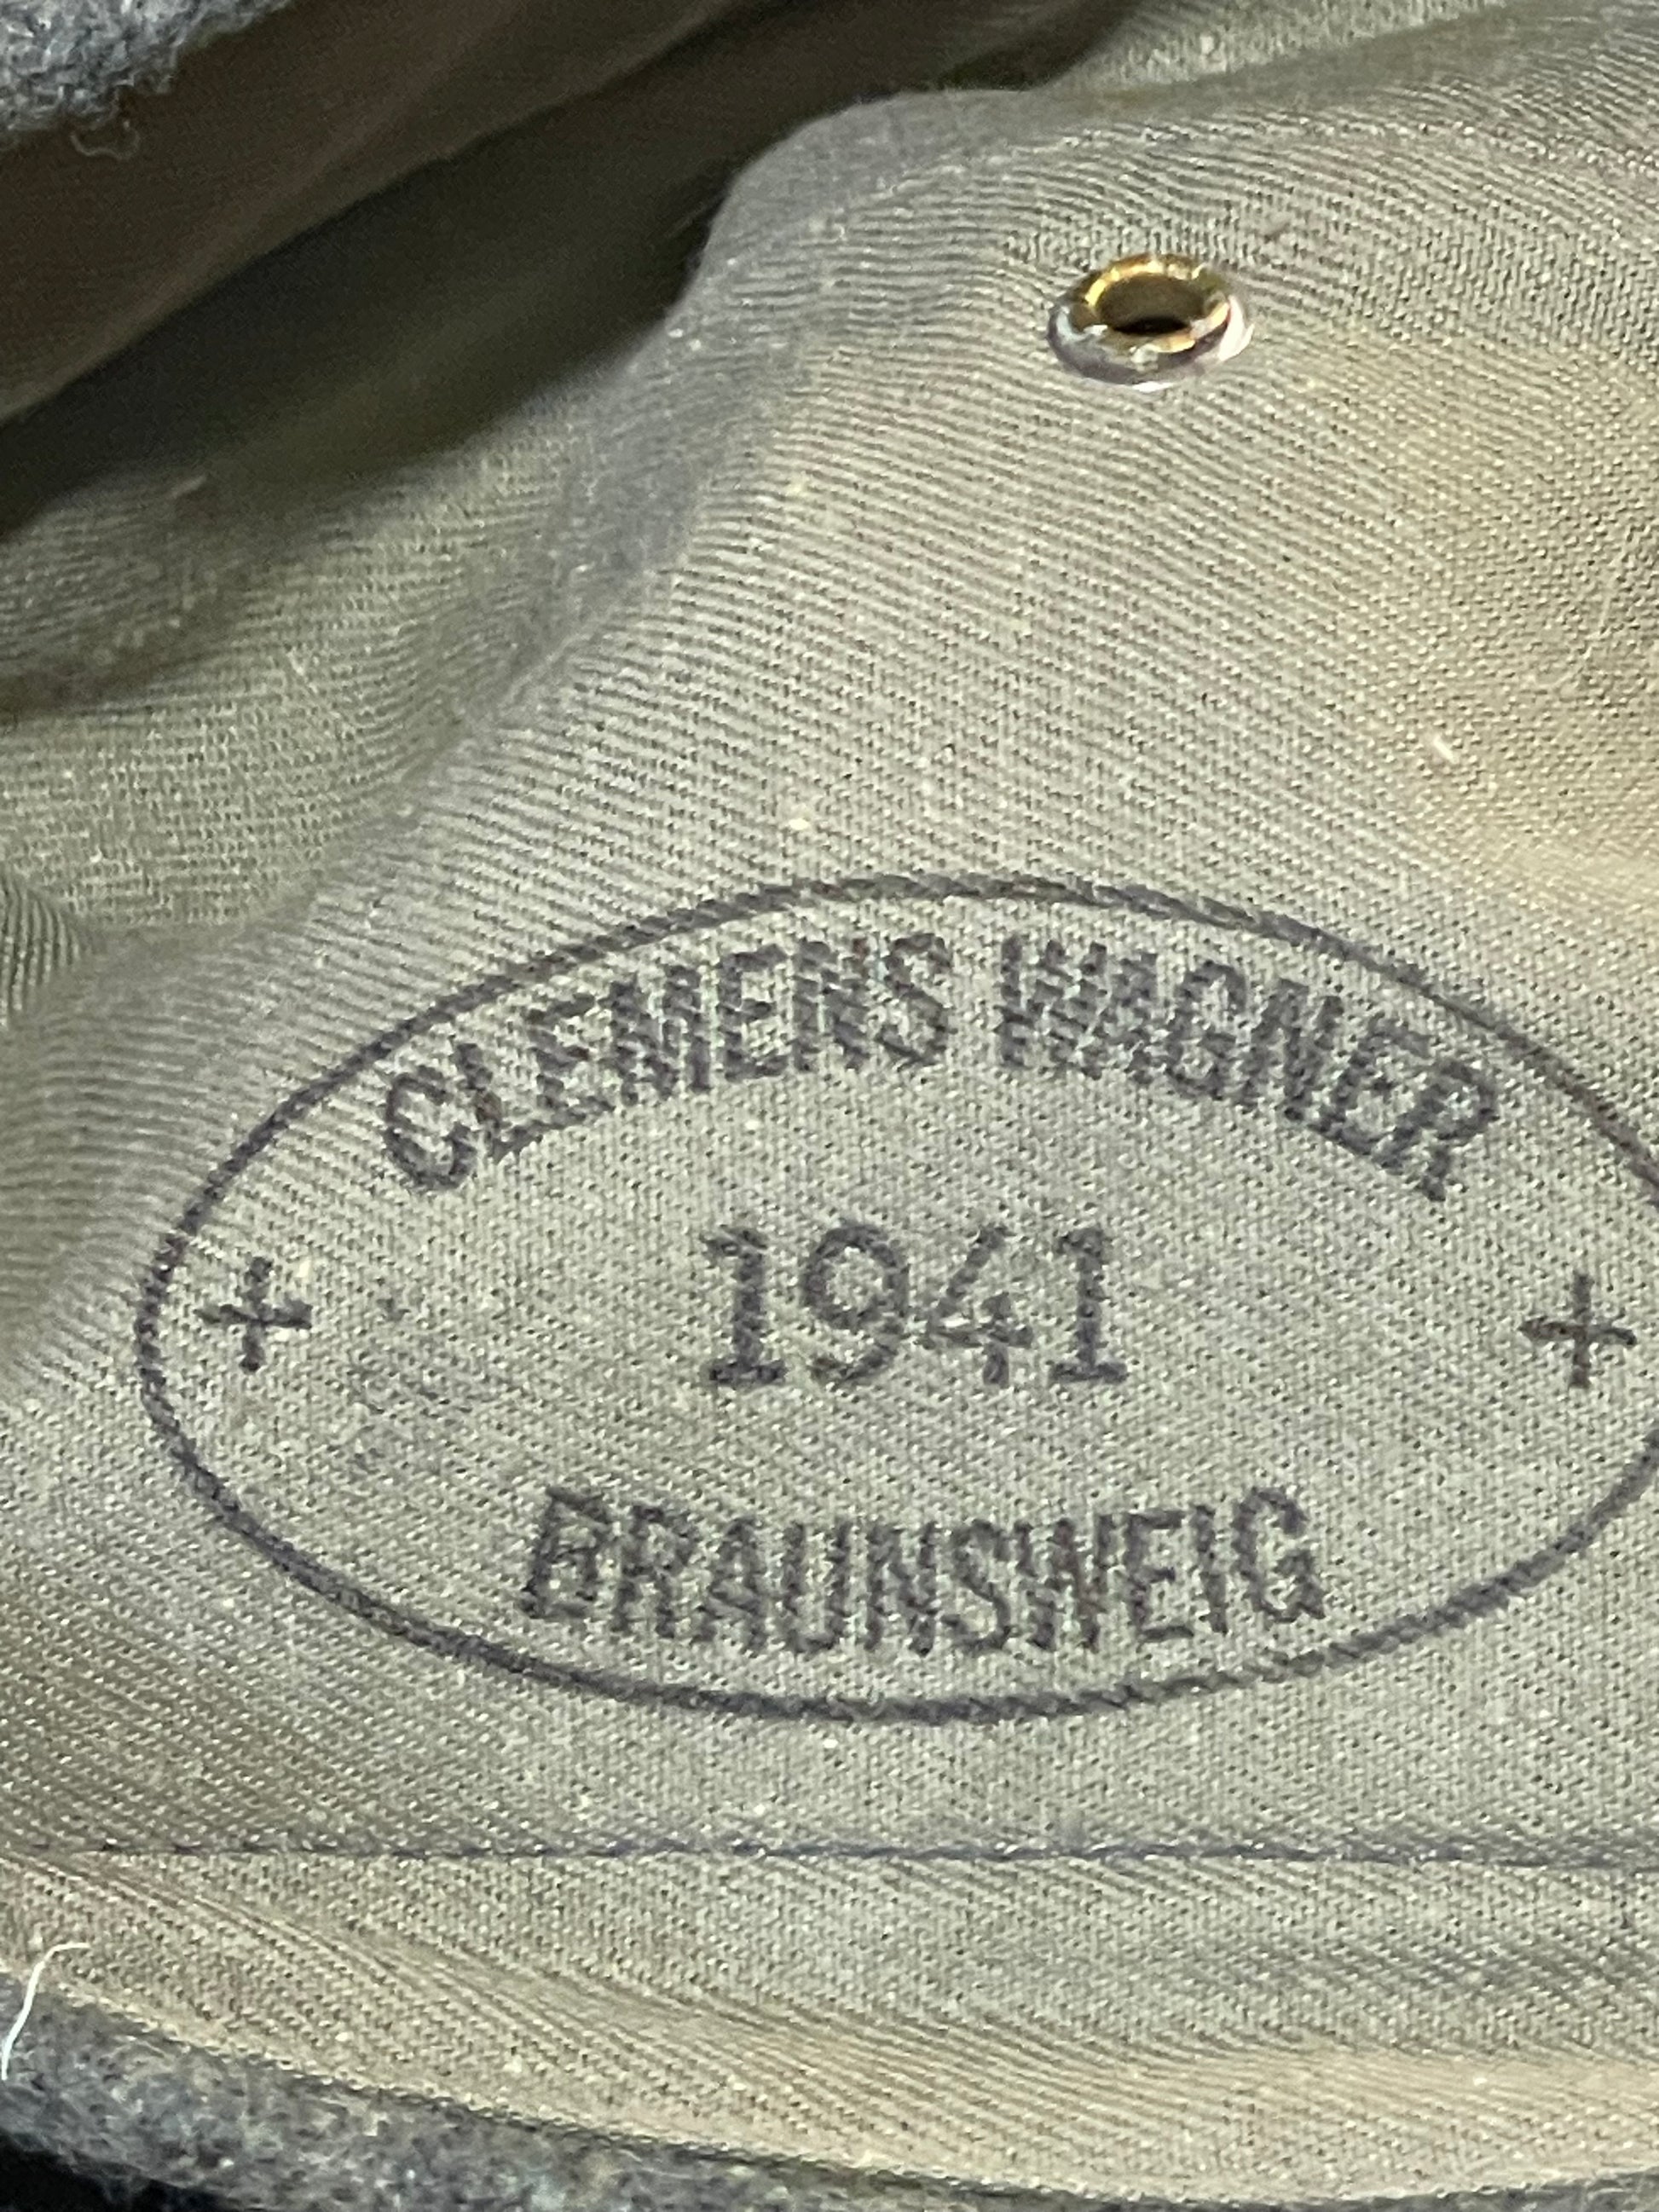 CLEMENS WAGNER
+ 1941 +
BRAUNSWEIG